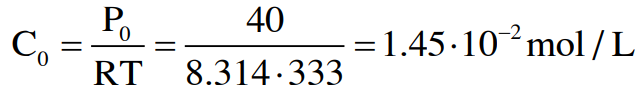 C₀ = P₀/RT = 40/8.314·333 = 1.45·10⁻² mol / L